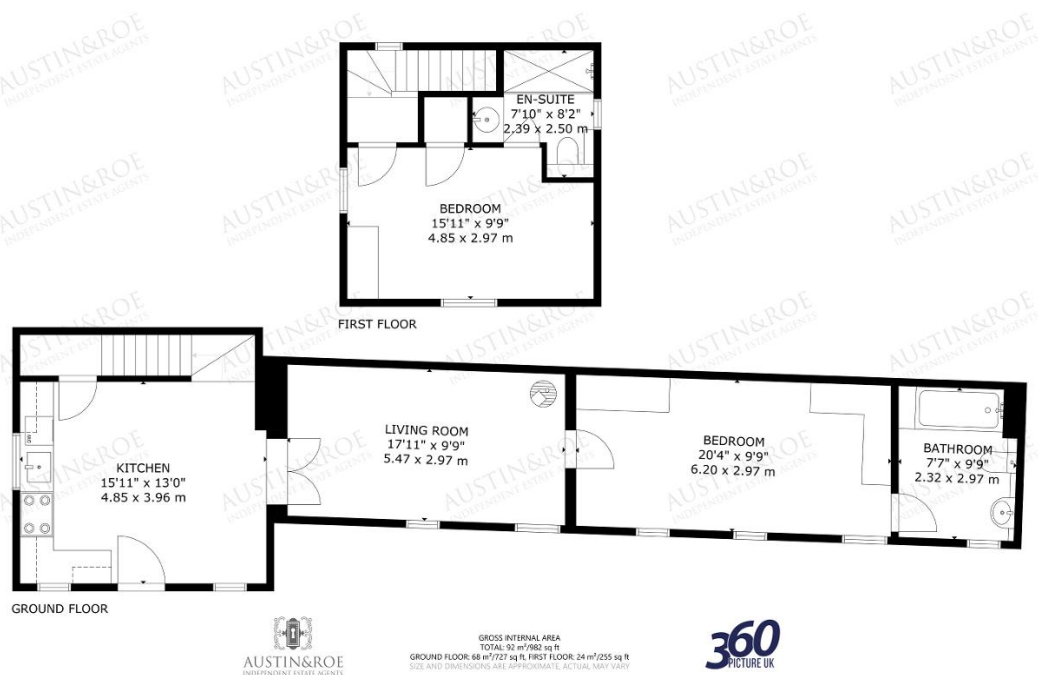 EN-SUITE
7'10" x 8'2"
2.39 x 2.50 m
BEDROOM
15'11" x 9'9"
4.85 x 2.97 m
FIRST FLOOR
KITCHEN
15'11" x 13'0"
4.85 x 3.96 m
LIVING ROOM
17'11" x 9'9"
5.47 x 2.97 m
BEDROOM
20'4" x 9'9"
6.20 x 2.97 m
BATHROOM
7'7" x 9'9"
2.32 x 2.97 m
GROUND FLOOR
AUSTIN&ROE
INDEPENDENT ESTATE AGENTS
GROSS INTERNAL AREA
TOTAL: 92 m²/982 sq ft
GROUND FLOOR: 68 m²/727 sq ft, FIRST FLOOR: 24 m²/255 sq ft
SIZE AND DIMENSIONS ARE APPROXIMATE, ACTUAL MAY VARY
360
PICTURE UK